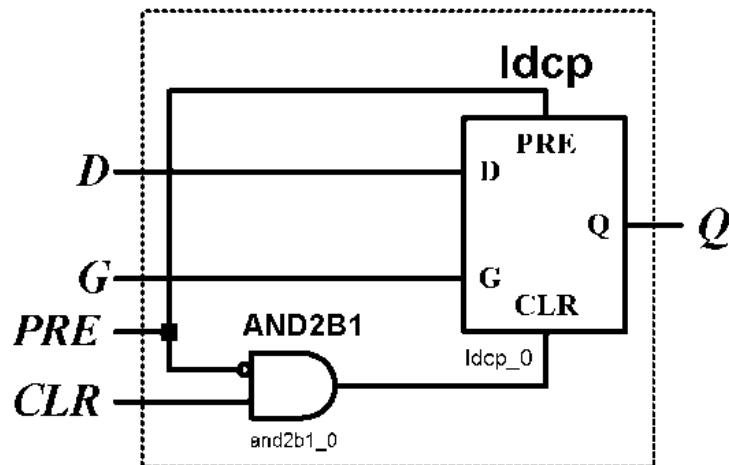 ldcp
PRE
D
D
Q
Q
G
G
CLR
PRE
AND2B1
ldcp_0
CLR
and2b1_0